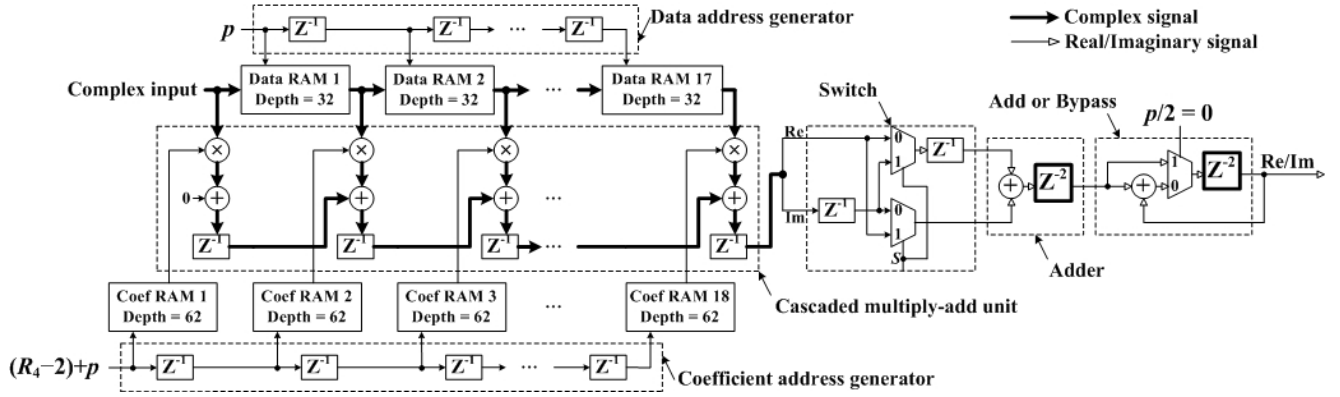 Data address generator
p
Z⁻¹
Z⁻¹
...
Z⁻¹
Complex signal
Real/Imaginary signal
Complex input
Data RAM 1
Depth = 32
Data RAM 2
Depth = 32
...
Data RAM 17
Depth = 32
Switch
Add or Bypass
p/2 = 0
×
×
×
×
Re
0
1
Z⁻¹
1
0
Z⁻²
Re/Im
0
+
+
+
...
+
+
Z⁻²
+
Im
Z⁻¹
0
1
Z⁻¹
Z⁻¹
Z⁻¹
...
Z⁻¹
S
Adder
Coef RAM 1
Depth = 62
Coef RAM 2
Depth = 62
Coef RAM 3
Depth = 62
...
Coef RAM 18
Depth = 62
Cascaded multiply-add unit
(R₄−2)+p
Z⁻¹
Z⁻¹
Z⁻¹
...
Z⁻¹
Coefficient address generator